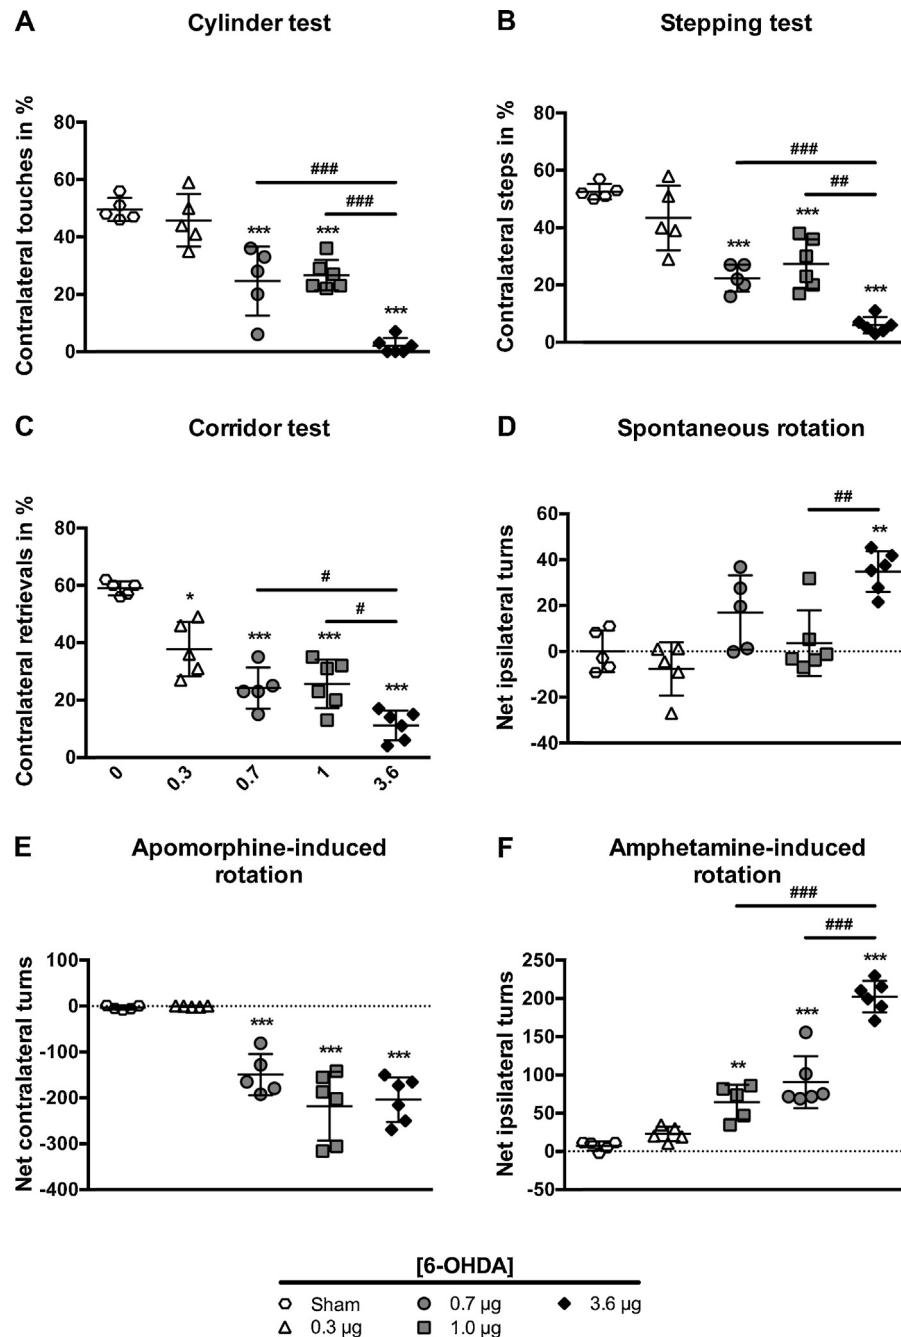 A
Cylinder test
Contralateral touches in %
80
60
40
20
0
***
***
***
###
###
B
Stepping test
Contralateral steps in %
80
60
40
20
0
***
***
***
###
##
C
Corridor test
Contralateral retrievals in %
80
60
40
20
0
*
***
***
***
#
#
0
0.3
0.7
1
3.6
D
Spontaneous rotation
Net ipsilateral turns
60
40
20
0
-20
-40
##
**
E
Apomorphine-induced
rotation
Net contralateral turns
100
-0
-100
-200
-300
-400
***
***
***
F
Amphetamine-induced
rotation
Net ipsilateral turns
250
200
150
100
50
0
-50
**
***
***
###
###
[6-OHDA]
Sham
0.7 µg
3.6 µg
0.3 µg
1.0 µg